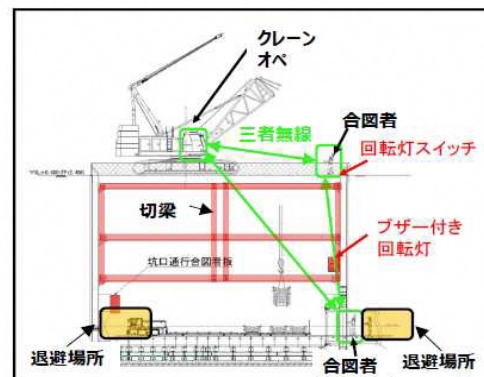 クレーン
オペ
三者無線
合図者
回転灯スイッチ
切梁
ブザー付き
回転灯
坑口通行合図看板
退避場所
合図者
退避場所